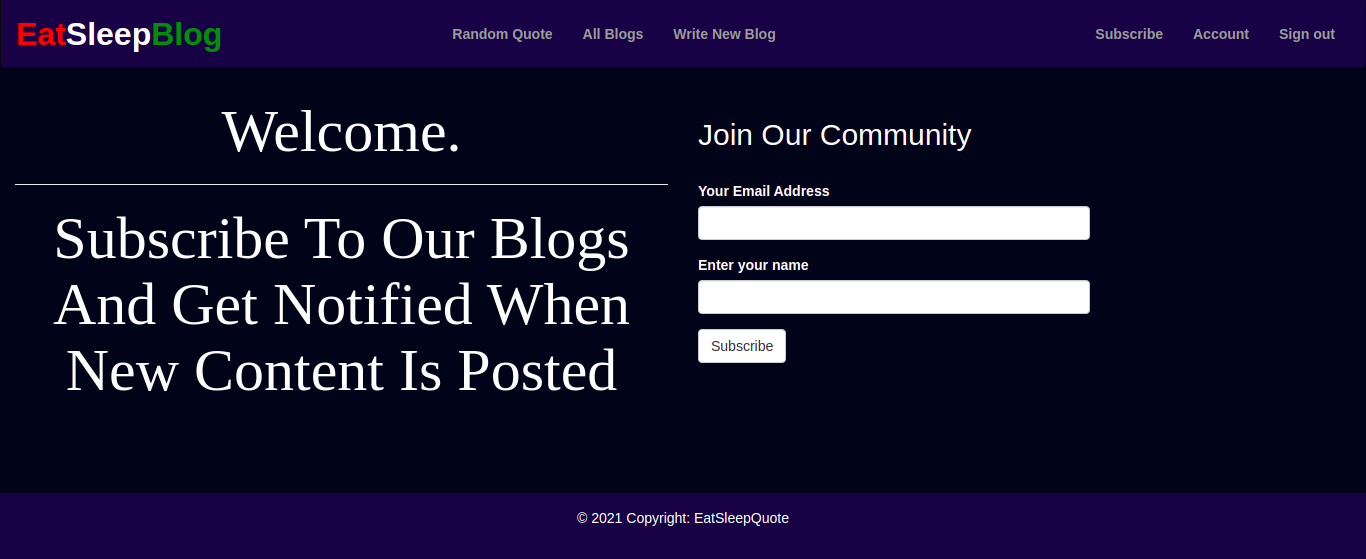 EatSleepBlog Random Quote All Blogs Write New Blog Subscribe Account Sign out
Welcome.
Subscribe To Our Blogs
And Get Notified When
New Content Is Posted
Join Our Community
Your Email Address
Enter your name
Subscribe
© 2021 Copyright: EatSleepQuote